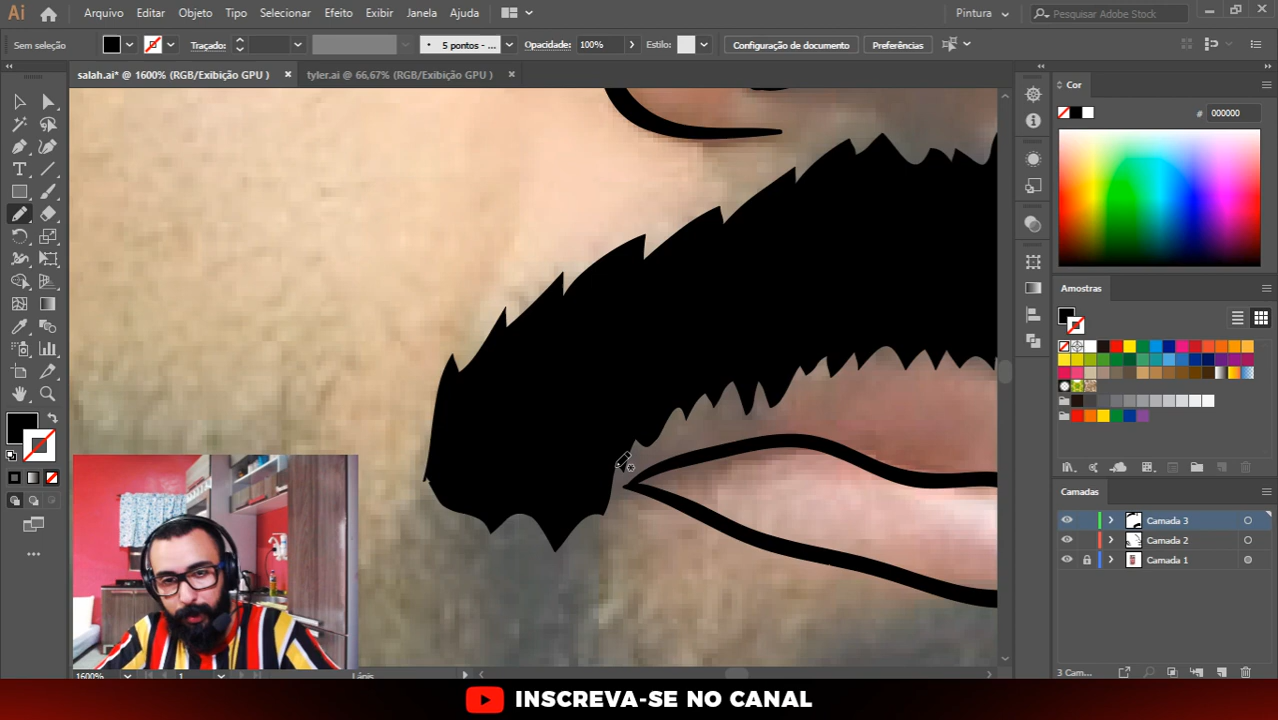 Ai
Arquivo Editar Objeto Tipo Selecionar Efeito Exibir Janela Ajuda
Pintura
Pesquisar Adobe Stock
Sem seleção
Traçado:
5 pontos - ...
Opacidade: 100%
Estilo:
Configuração de documento
Preferências
salah.ai* @ 1600% (RGB/Exibição GPU )
tyler.ai @ 66,67% (RGB/Exibição GPU )
Cor
# 000000
Amostras
Camadas
Camada 3
Camada 2
Camada 1
1600%
1
Lápis
3 Cam...
INSCREVA-SE NO CANAL